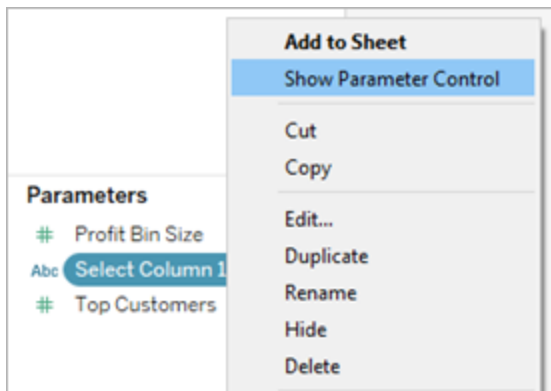 Add to Sheet
Show Parameter Control
Cut
Copy
Edit...
Duplicate
Rename
Hide
Delete
Parameters
# Profit Bin Size
Abc Select Column 1
# Top Customers